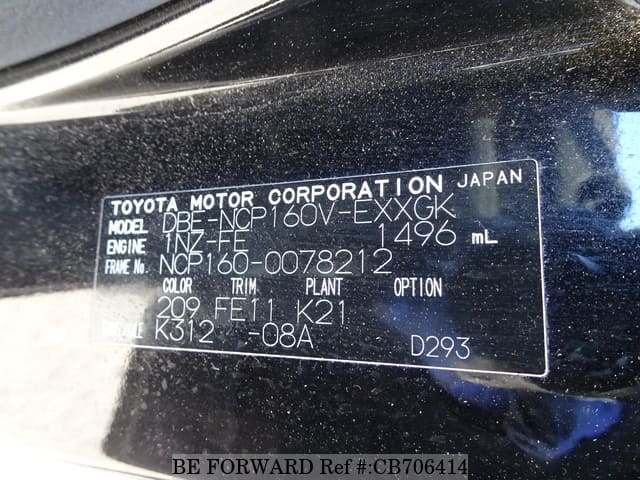 TOYOTA MOTOR CORPORATION JAPAN
MODEL DBE-NCP160V-EXXGK
ENGINE 1NZ-FE 1496 mL
FRAME No. NCP160-0078212
COLOR TRIM PLANT OPTION
209 FE11 K21
K312 -08A D293
BE FORWARD Ref #:CB706414